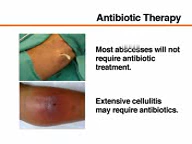 Antibiotic Therapy
Most abscesses will not
require antibiotic
treatment.
Extensive cellulitis
may require antibiotics.